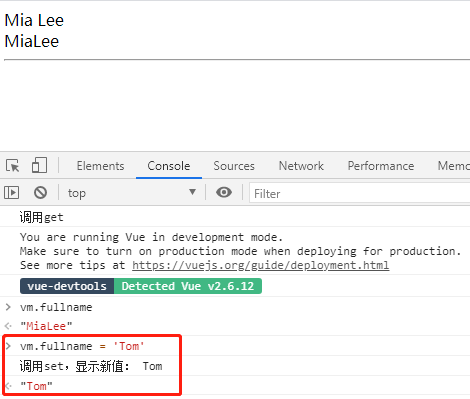 Mia Lee
MiaLee
Elements Console Sources Network Performance Memo
top Filter
调用get
You are running Vue in development mode.
Make sure to turn on production mode when deploying for production.
See more tips at https://vuejs.org/guide/deployment.html
vue-devtools Detected Vue v2.6.12
> vm.fullname
<· "MiaLee"
> vm.fullname = 'Tom'
调用set，显示新值： Tom
<· "Tom"